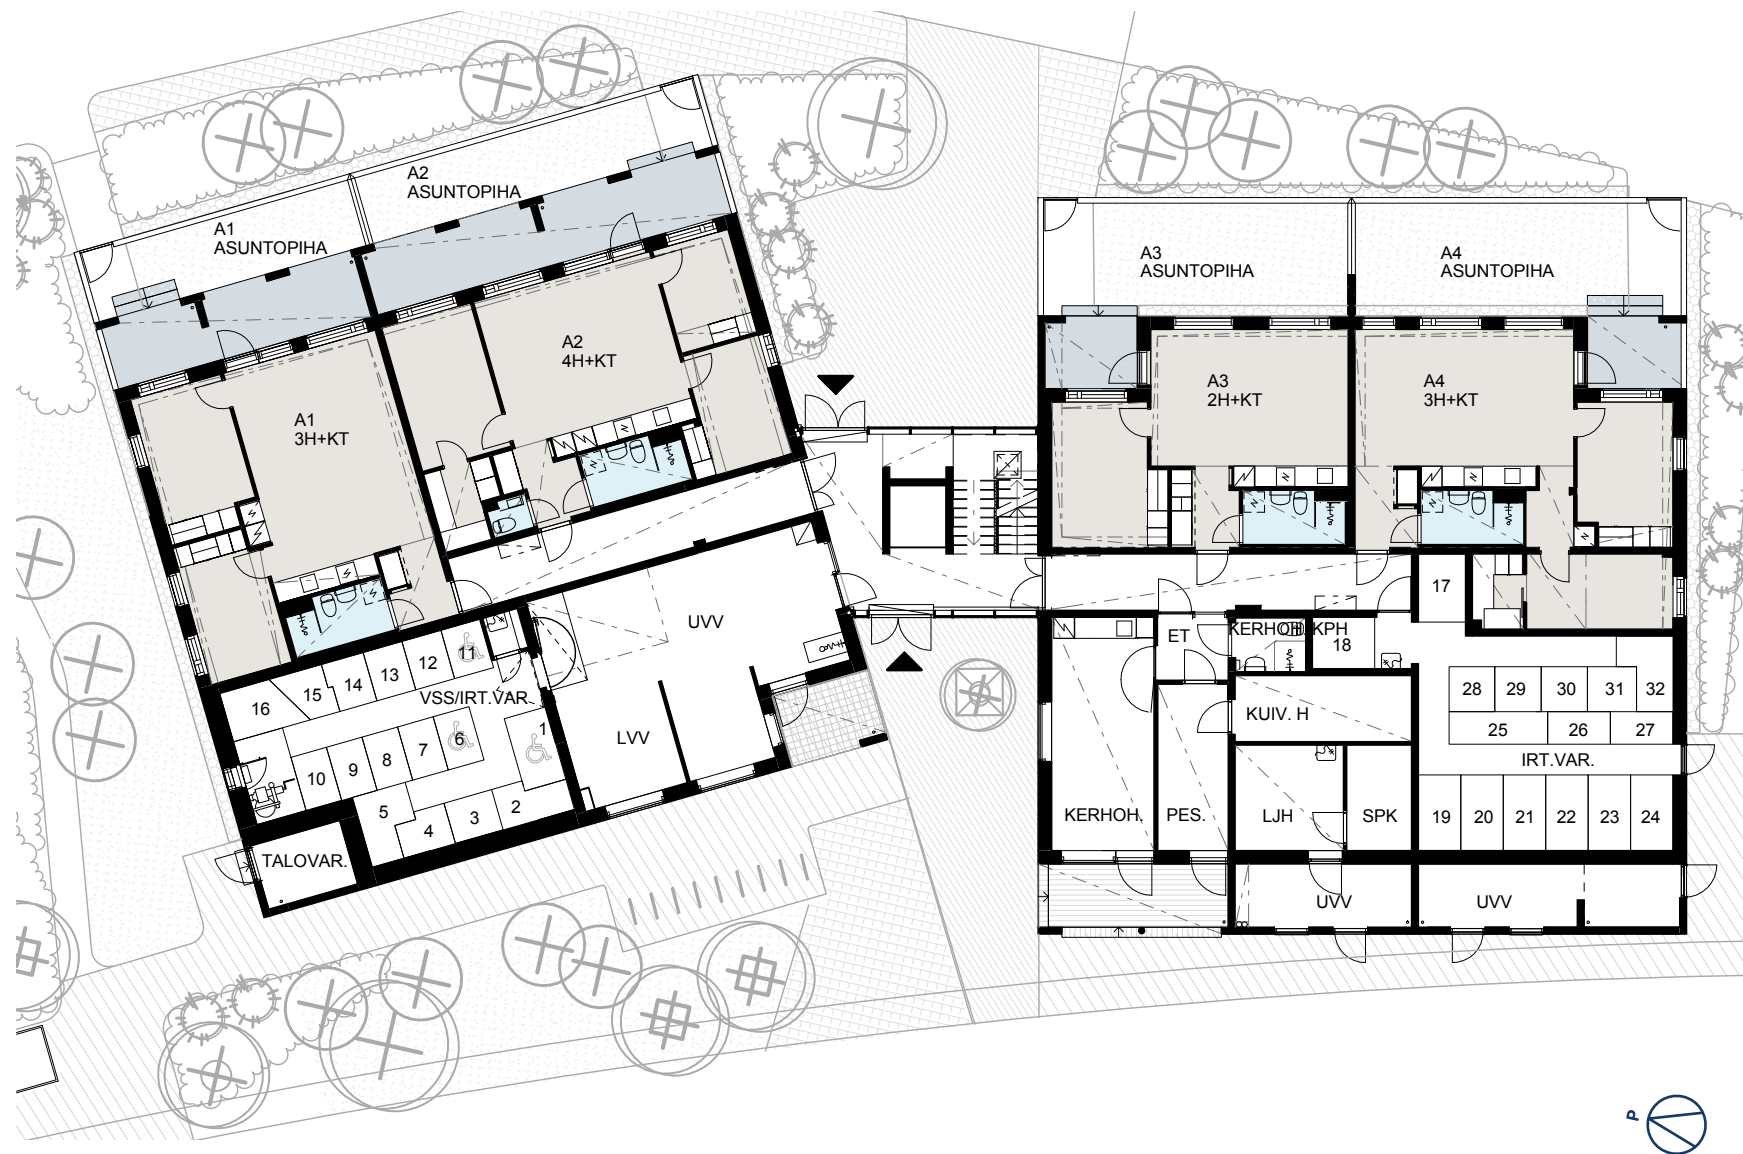 A2
ASUNTOPIHA
A1
ASUNTOPIHA
A3
ASUNTOPIHA
A4
ASUNTOPIHA
A2
4H+KT
A1
3H+KT
A3
2H+KT
A4
3H+KT
17
ET
KERHOH. KPH
18
UVV
11
12
13
14
15
16
VSS/IRT.VAR.
1
6
7
8
9
10
LVV
5
4
3
2
TALOVAR.
28
29
30
31
32
25
26
27
KUIV. H
IRT.VAR.
KERHOH.
PES.
LJH
SPK
19
20
21
22
23
24
UVV
UVV
P